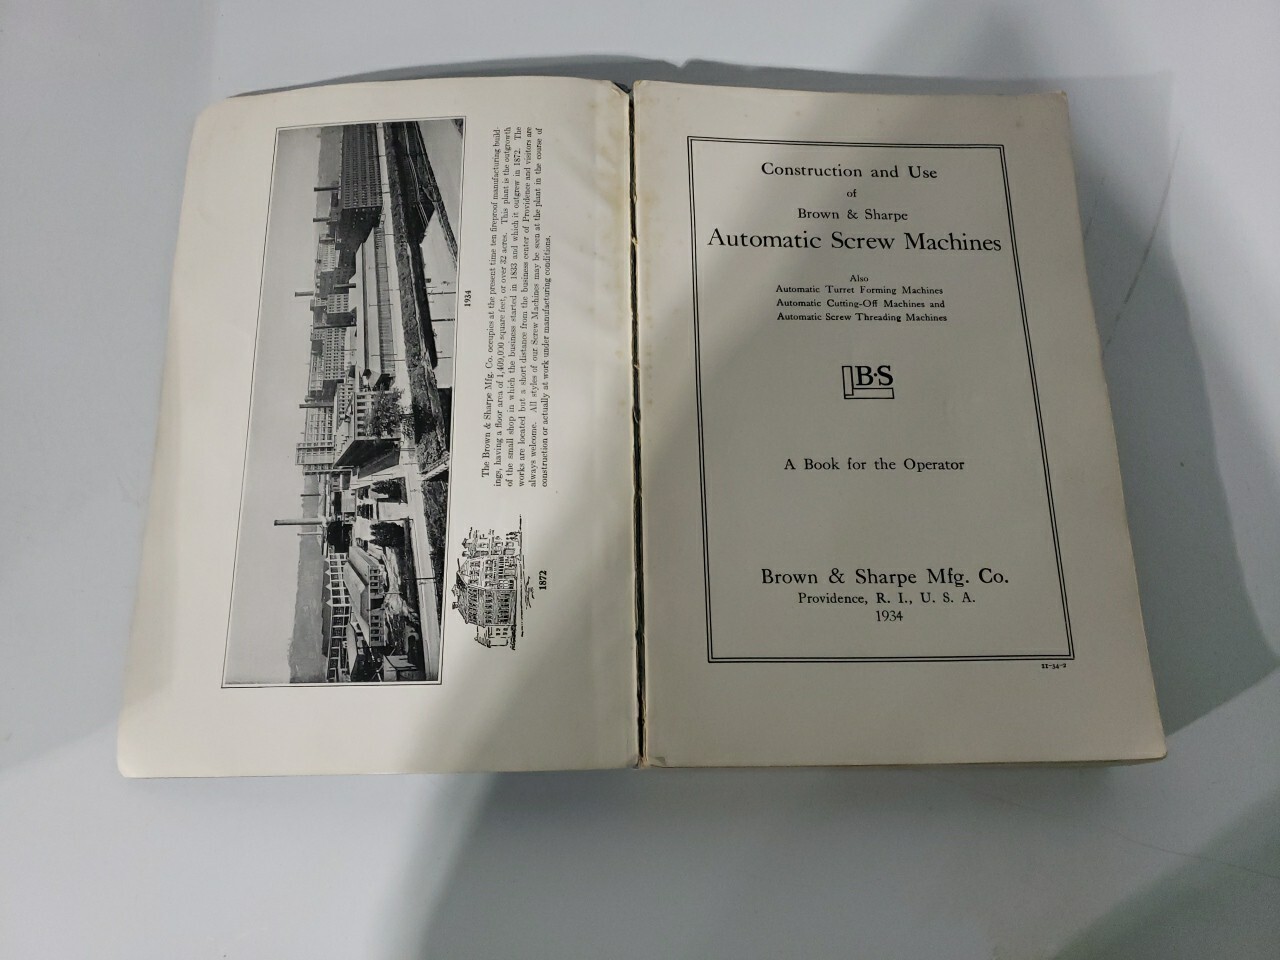 1934
The Brown & Sharpe Mfg. Co. occupies at the present time ten fireproof manufacturing build-
ings, having a floor area of 1,409,000 square feet, or over 32 acres. This plant is the outgrowth
of the small shop in which the business started in 1833 and which it outgrew in 1872. The
works are located but a short distance from the business center of Providence and visitors are
always welcome. All styles of our Screw Machines may be seen at the plant in the course of
construction or actually at work under manufacturing conditions.
1872
Construction and Use
of
Brown & Sharpe
Automatic Screw Machines
Also
Automatic Turret Forming Machines
Automatic Cutting-Off Machines and
Automatic Screw Threading Machines
B·S
A Book for the Operator
Brown & Sharpe Mfg. Co.
Providence, R. I., U. S. A.
1934
11-34-2